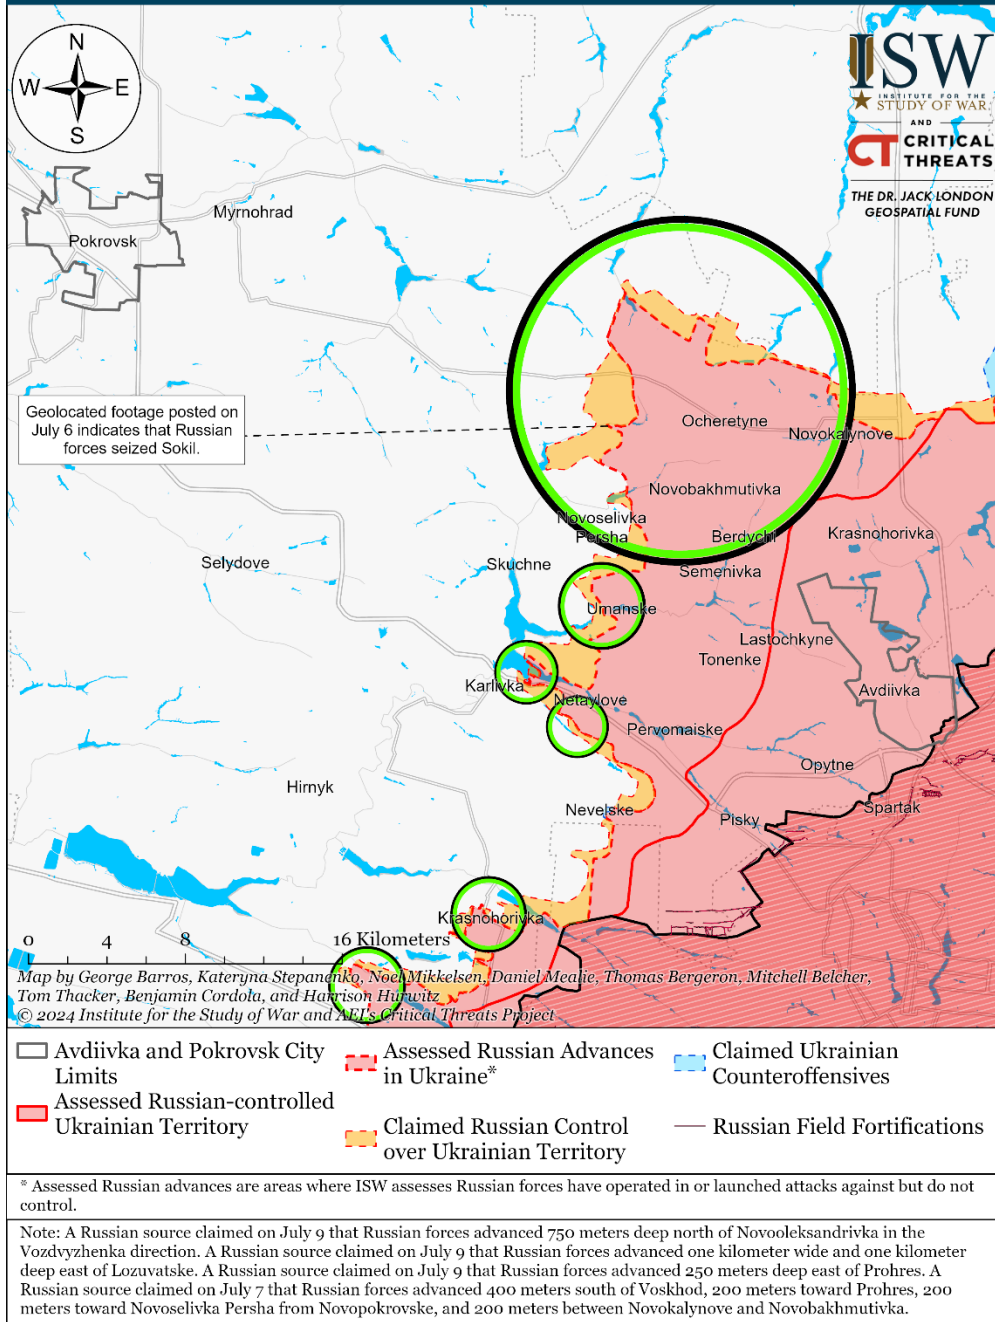 N
W E
S
ISW
INSTITUTE FOR THE
STUDY OF WAR
AND
CT CRITICAL
THREATS
THE DR. JACK LONDON
GEOSPATIAL FUND
Myrnohrad
Pokrovsk
Geolocated footage posted on
July 6 indicates that Russian
forces seized Sokil.
Ocheretyne
Novokalynove
Novobakhmutivka
Novoselivka
Persha
Berdychi
Krasnohorivka
Selydove
Skuchne
Semenivka
Umanske
Lastochkyne
Tonenke
Karlivka
Avdiivka
Netaylove
Pervomaiske
Opytne
Hirnyk
Nevelske
Spartak
Pisky
Krasnohorivka
0 4 8 16 Kilometers
Map by George Barros, Kateryna Stepanenko, Noel Mikkelsen, Daniel Mealie, Thomas Bergeron, Mitchell Belcher,
Tom Thacker, Benjamin Cordola, and Harrison Hurwitz
© 2024 Institute for the Study of War and AEI's Critical Threats Project
Avdiivka and Pokrovsk City
Limits
Assessed Russian-controlled
Ukrainian Territory
Assessed Russian Advances
in Ukraine*
Claimed Russian Control
over Ukrainian Territory
Claimed Ukrainian
Counteroffensives
Russian Field Fortifications
* Assessed Russian advances are areas where ISW assesses Russian forces have operated in or launched attacks against but do not
control.
Note: A Russian source claimed on July 9 that Russian forces advanced 750 meters deep north of Novooleksandrivka in the
Vozdvyzhenka direction. A Russian source claimed on July 9 that Russian forces advanced one kilometer wide and one kilometer
deep east of Lozuvatske. A Russian source claimed on July 9 that Russian forces advanced 250 meters deep east of Prohres. A
Russian source claimed on July 7 that Russian forces advanced 400 meters south of Voskhod, 200 meters toward Prohres, 200
meters toward Novoselivka Persha from Novopokrovske, and 200 meters between Novokalynove and Novobakhmutivka.